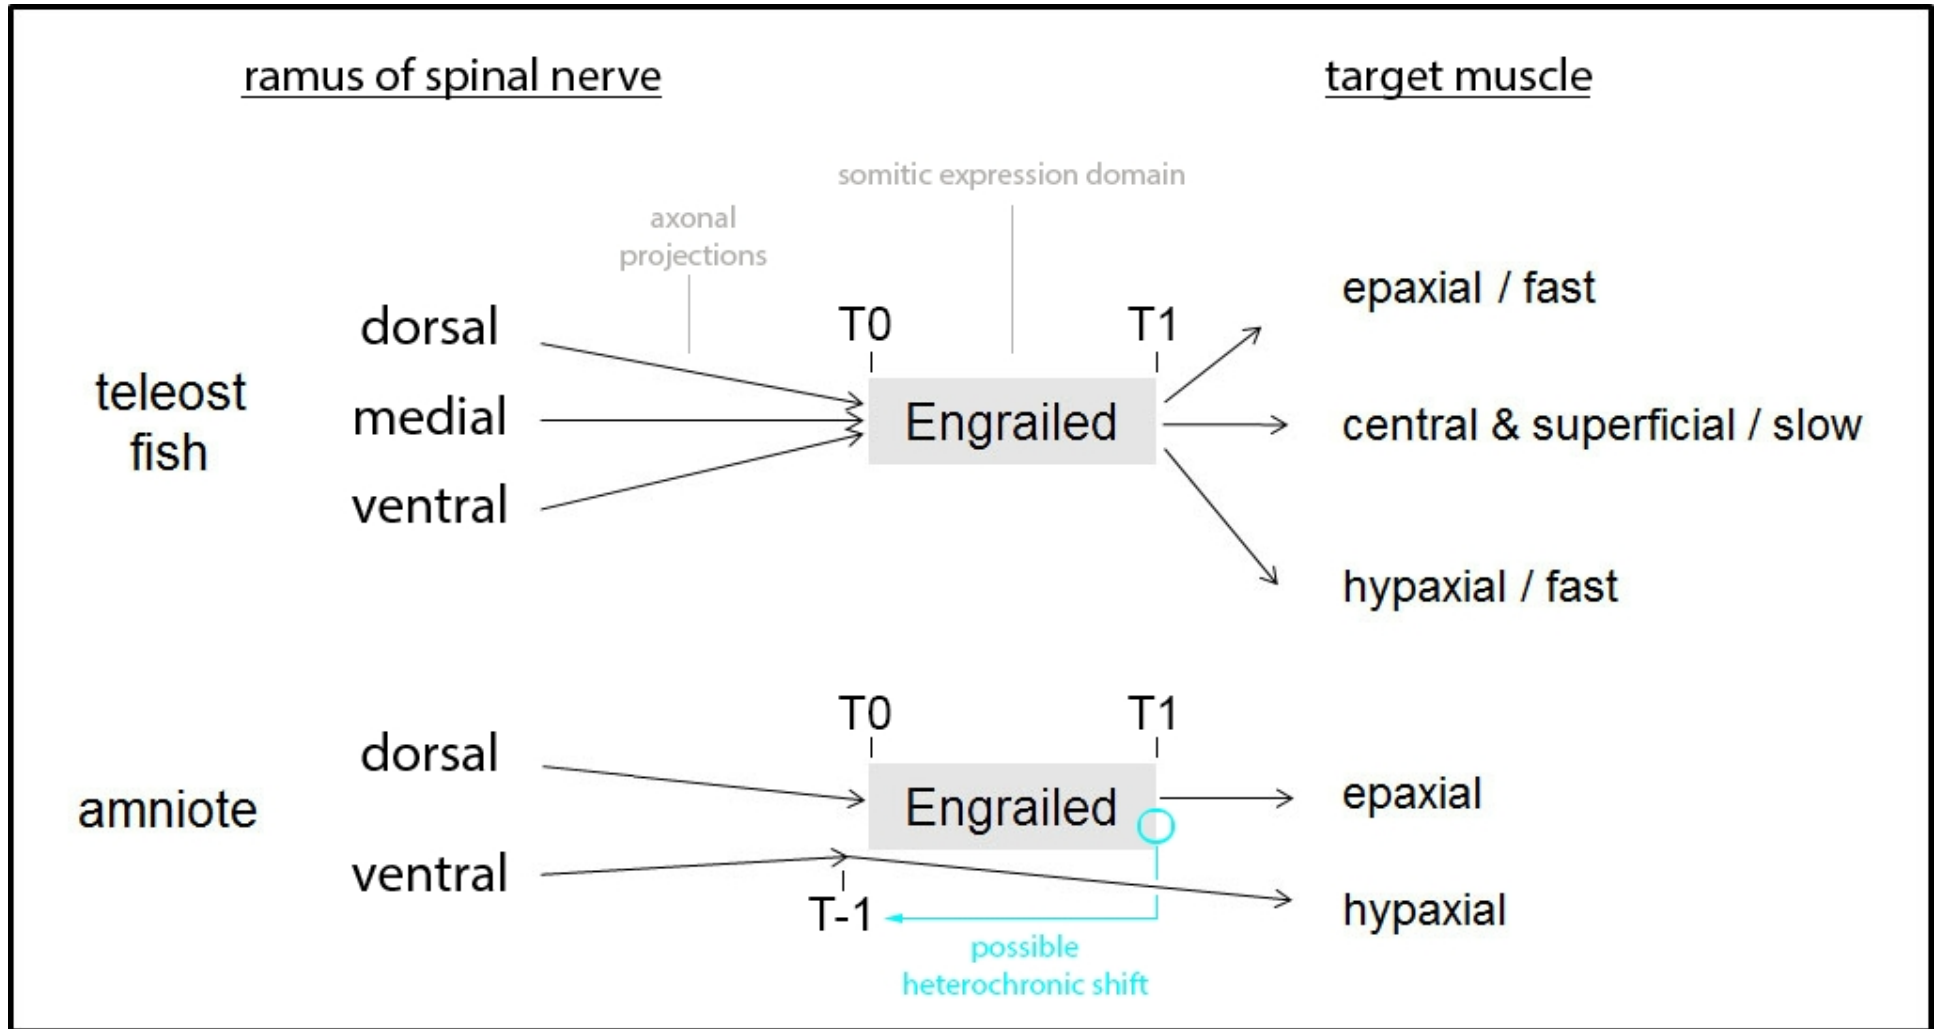 ramus of spinal nerve
target muscle
somitic expression domain
axonal
projections
teleost
fish
dorsal
medial
ventral
T0
T1
Engrailed
epaxial / fast
central & superficial / slow
hypaxial / fast
amniote
dorsal
ventral
T0
T1
Engrailed
T-1
epaxial
hypaxial
possible
heterochronic shift